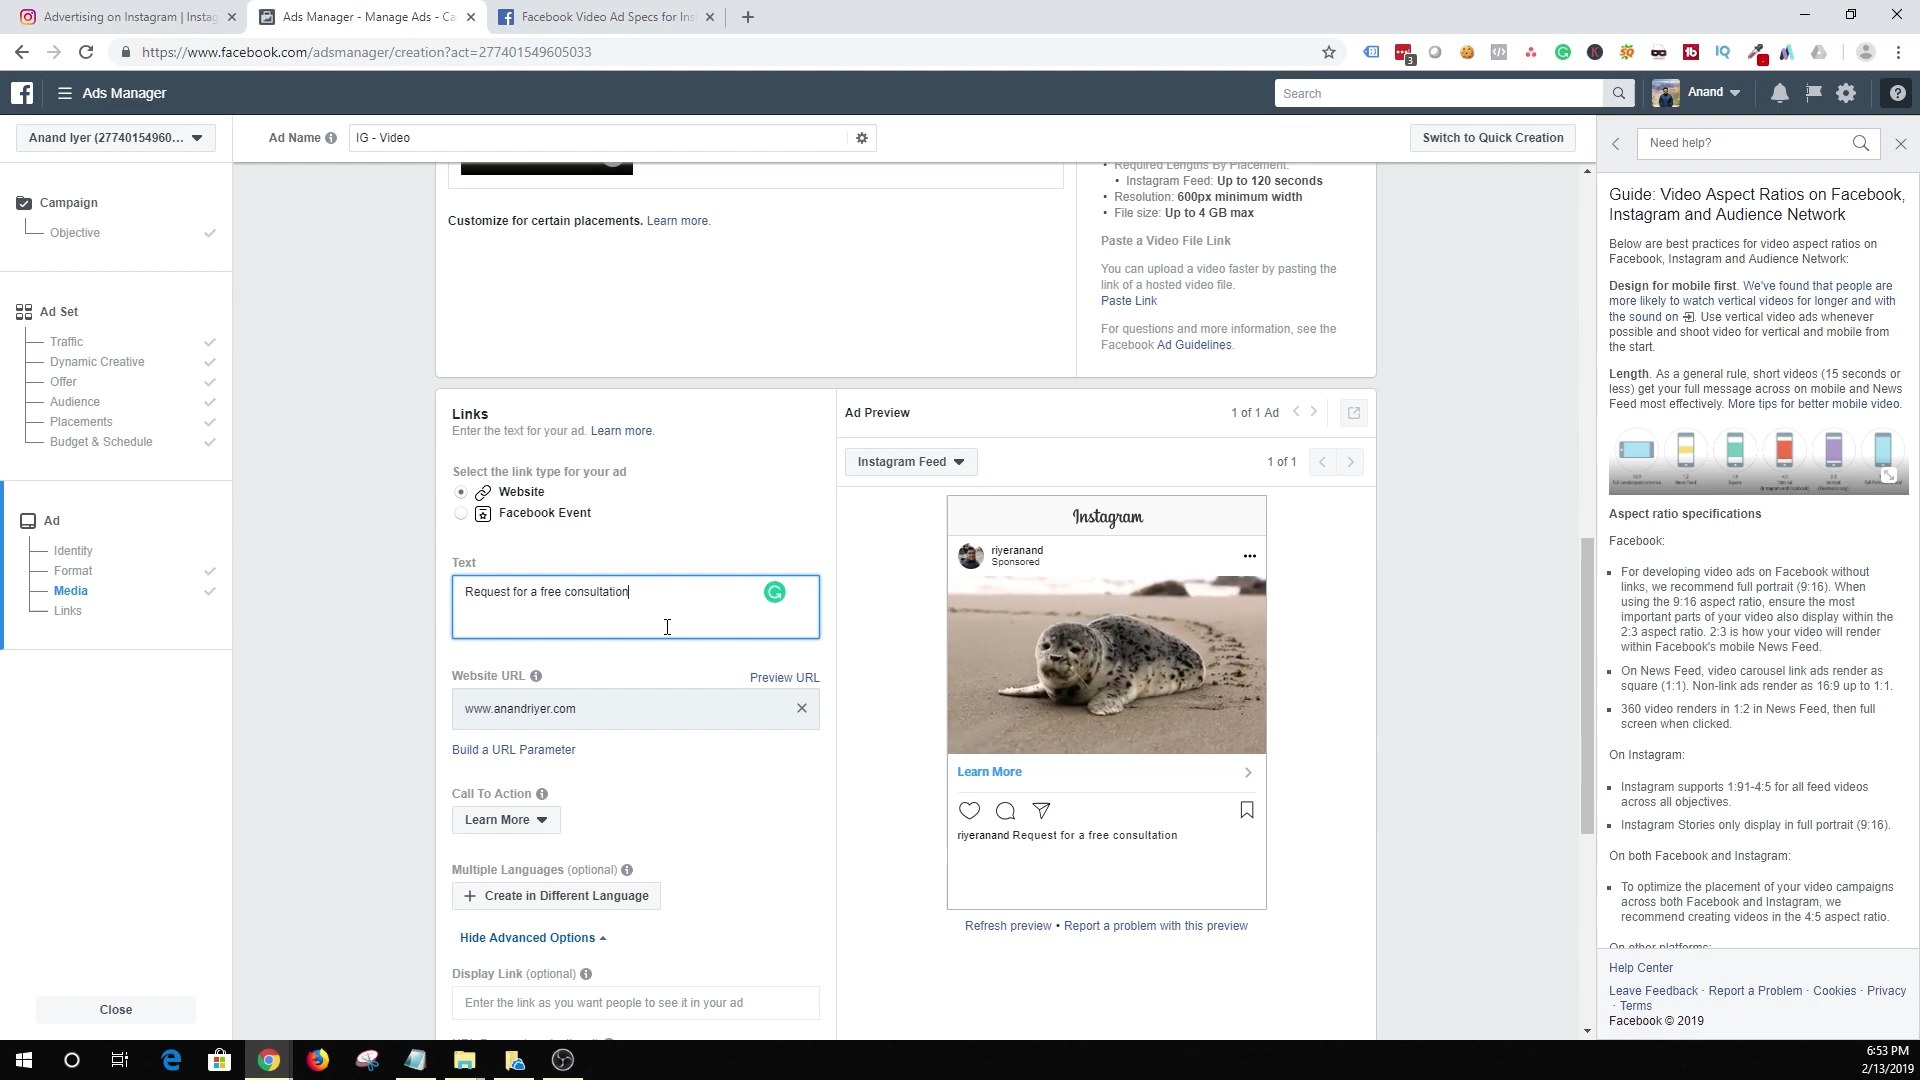 Advertising on Instagram | Instag
Ads Manager - Manage Ads - Ca
Facebook Video Ad Specs for Ins
https://www.facebook.com/adsmanager/creation?act=277401549605033
3
Ads Manager
Search
Anand
Anand Iyer (27740154960...
Ad Name
IG - Video
Switch to Quick Creation
Need help?
Campaign
Objective
Ad Set
Traffic
Dynamic Creative
Offer
Audience
Placements
Budget & Schedule
Ad
Identity
Format
Media
Links
Close
Customize for certain placements. Learn more.
• Required Lengths By Placement:
• Instagram Feed: Up to 120 seconds
• Resolution: 600px minimum width
• File size: Up to 4 GB max
Paste a Video File Link
You can upload a video faster by pasting the
link of a hosted video file.
Paste Link
For questions and more information, see the
Facebook Ad Guidelines.
Links
Enter the text for your ad. Learn more.
Select the link type for your ad
Website
Facebook Event
Text
Request for a free consultation
Website URL
Preview URL
www.anandriyer.com
Build a URL Parameter
Call To Action
Learn More
Multiple Languages (optional)
+ Create in Different Language
Hide Advanced Options
Display Link (optional)
Enter the link as you want people to see it in your ad
Ad Preview
1 of 1 Ad
Instagram Feed
1 of 1
Instagram
riyeranand
Sponsored
Learn More
riyeranand Request for a free consultation
Refresh preview • Report a problem with this preview
Guide: Video Aspect Ratios on Facebook,
Instagram and Audience Network
Below are best practices for video aspect ratios on
Facebook, Instagram and Audience Network:
Design for mobile first. We've found that people are
more likely to watch vertical videos for longer and with
the sound on. Use vertical video ads whenever
possible and shoot video for vertical and mobile from
the start.
Length. As a general rule, short videos (15 seconds or
less) get your full message across on mobile and News
Feed most effectively. More tips for better mobile video.
Aspect ratio specifications
Facebook:
For developing video ads on Facebook without
links, we recommend full portrait (9:16). When
using the 9:16 aspect ratio, ensure the most
important parts of your video also display within the
2:3 aspect ratio. 2:3 is how your video will render
within Facebook's mobile News Feed.
On News Feed, video carousel link ads render as
square (1:1). Non-link ads render as 16:9 up to 1:1.
360 video renders in 1:2 in News Feed, then full
screen when clicked.
On Instagram:
Instagram supports 1:91-4:5 for all feed videos
across all objectives.
Instagram Stories only display in full portrait (9:16).
On both Facebook and Instagram:
To optimize the placement of your video campaigns
across both Facebook and Instagram, we
recommend creating videos in the 4:5 aspect ratio.
On other platforms:
Help Center
Leave Feedback · Report a Problem · Cookies · Privacy
· Terms
Facebook © 2019
6:53 PM
2/13/2019